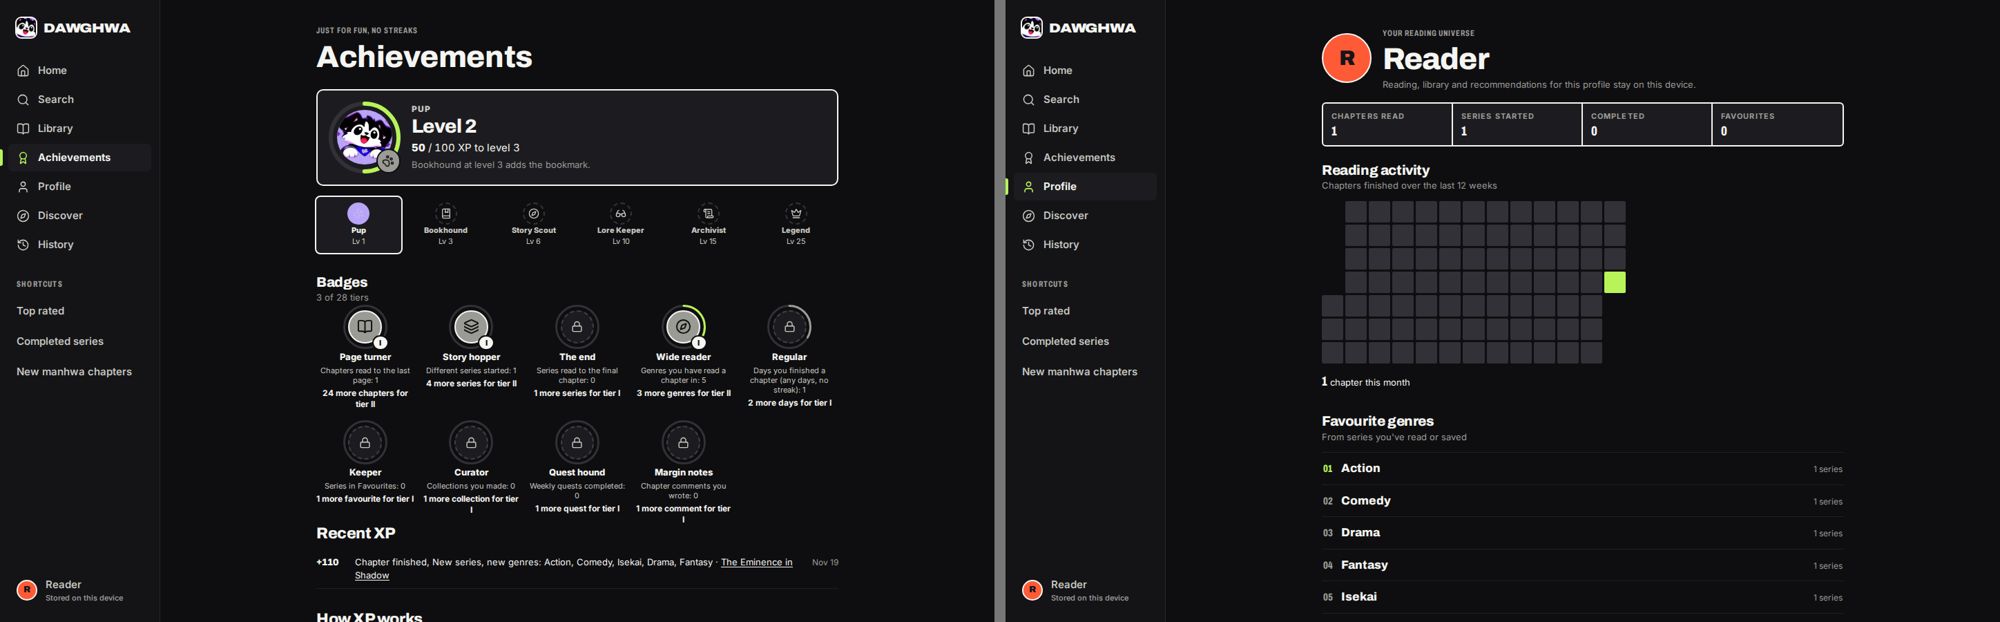 DAWGHWA
Home
Search
Library
Achievements
Profile
Discover
History
SHORTCUTS
Top rated
Completed series
New manhwa chapters
R
Reader
Stored on this device
JUST FOR FUN, NO STREAKS
Achievements
PUP
Level 2
50 / 100 XP to level 3
Bookhound at level 3 adds the bookmark.
Pup
Lv 1
Bookhound
Lv 3
Story Scout
Lv 6
Lore Keeper
Lv 10
Archivist
Lv 15
Legend
Lv 25
Badges
3 of 28 tiers
I
Page turner
Chapters read to the last
page: 1
24 more chapters for
tier II
I
Story hopper
Different series started: 1
4 more series for tier II
The end
Series read to the final
chapter: 0
1 more series for tier I
I
Wide reader
Genres you have read a
chapter in: 5
3 more genres for tier II
Regular
Days you finished a
chapter (any days, no
streak): 1
2 more days for tier I
Keeper
Series in Favourites: 0
1 more favourite for tier I
Curator
Collections you made: 0
1 more collection for tier
I
Quest hound
Weekly quests completed:
0
1 more quest for tier I
Margin notes
Chapter comments you
wrote: 0
1 more comment for tier
I
Recent XP
+110
Chapter finished, New series, new genres: Action, Comedy, Isekai, Drama, Fantasy · The Eminence in
Shadow
Nov 19
How XP works
DAWGHWA
Home
Search
Library
Achievements
Profile
Discover
History
SHORTCUTS
Top rated
Completed series
New manhwa chapters
R
Reader
Stored on this device
R
YOUR READING UNIVERSE
Reader
Reading, library and recommendations for this profile stay on this device.
CHAPTERS READ
1
SERIES STARTED
1
COMPLETED
0
FAVOURITES
0
Reading activity
Chapters finished over the last 12 weeks
1 chapter this month
Favourite genres
From series you've read or saved
01 Action 1 series
02 Comedy 1 series
03 Drama 1 series
04 Fantasy 1 series
05 Isekai 1 series